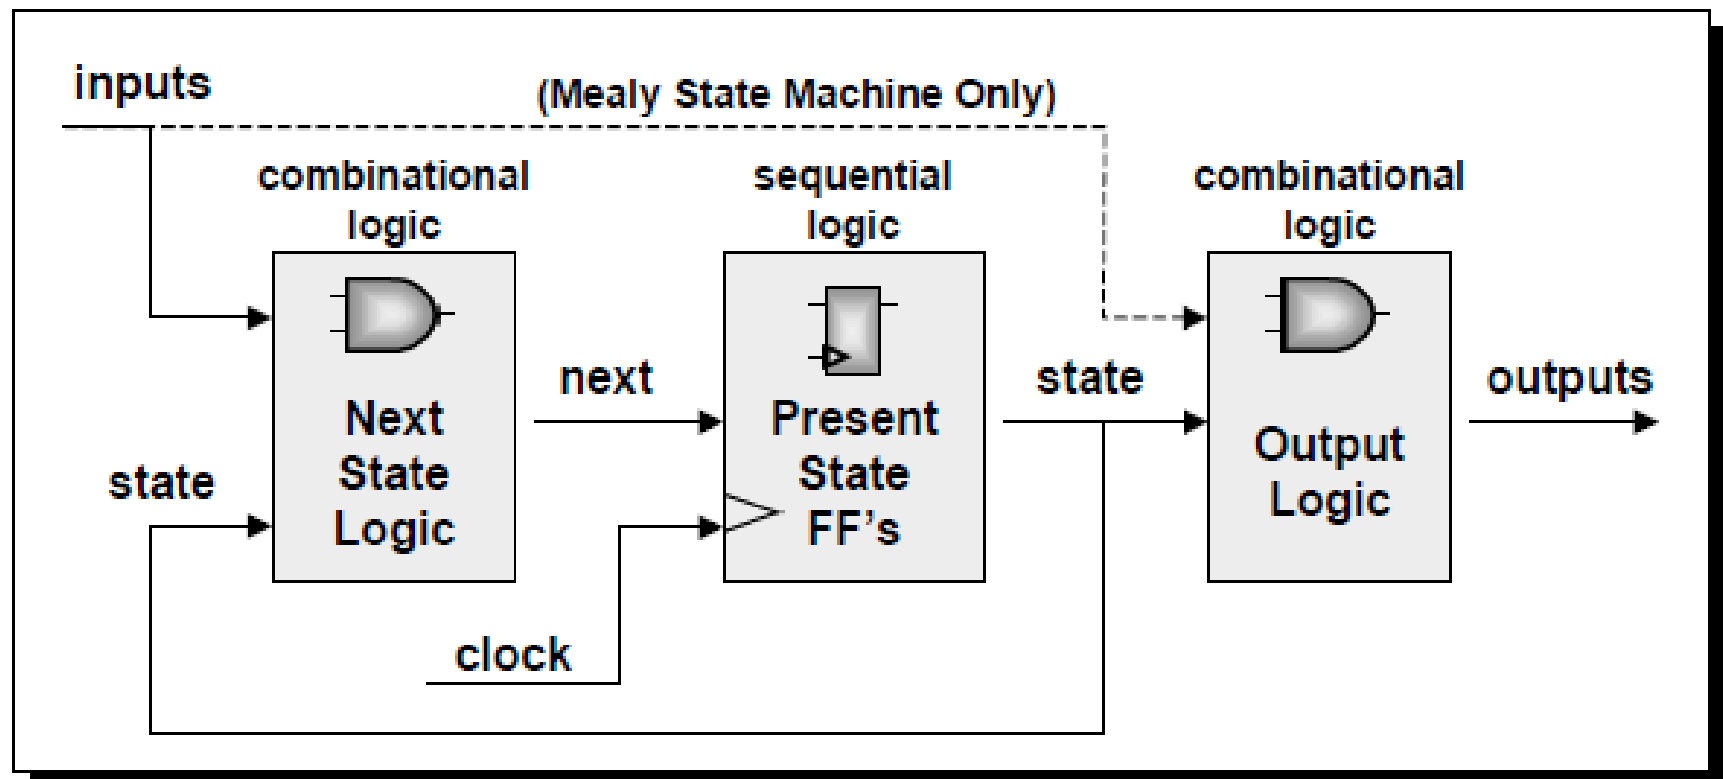 inputs
(Mealy State Machine Only)
combinational
logic
sequential
logic
combinational
logic
next
state
outputs
Next
State
Logic
Present
State
FF's
Output
Logic
state
clock